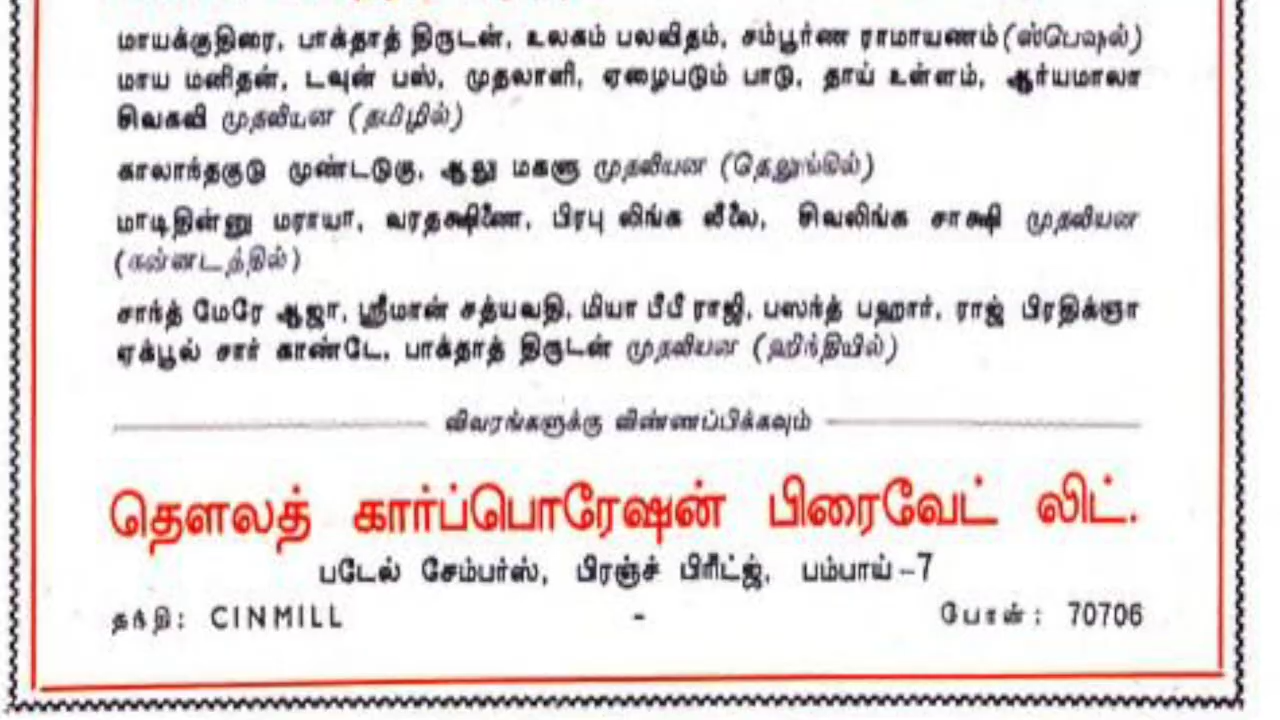 மாயக்குதிரை, பாக்தாத் திருடன், உலகம் பலவிதம், சம்பூர்ண ராமாயணம் (ஸ்பெஷல்)
மாய மனிதன், டவுன் பஸ், முதலாளி, ஏழைபடும் பாடு, தாய் உள்ளம், ஆர்யமாலா
சிவகவி முதலியன (தமிழில்)
காலாந்தகுடு முண்டடுகு, ஆலு மகளு முதலியன (தெலுங்கில்)
மாடிதின்னு மராயா, வரதக்ஷிணை, பிரபு லிங்க லீலை, சிவலிங்க சாக்ஷி முதலியன
(கன்னடத்தில்)
சாந்த் மேரே ஆஜா, ஸ்ரீமான் சத்யவதி, மியா பீபீ ராஜி, பஸந்த் பஹார், ராஜ் பிரதிக்ஞா
ஏக்பூல் சார் காண்டே, பாக்தாத் திருடன் முதலியன (ஹிந்தியில்)
விவரங்களுக்கு விண்ணப்பிக்கவும்
தௌலத் கார்ப்பொரேஷன் பிரைவேட் லிட்.
படேல் சேம்பர்ஸ், பிரஞ்ச் பிரிட்ஜ், பம்பாய் -7
தந்தி: CINMILL - போன்: 70706